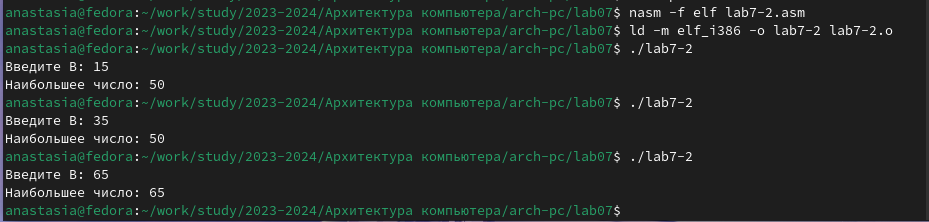 anastasia@fedora:~/work/study/2023-2024/Архитектура компьютера/arch-pc/lab07$ nasm -f elf lab7-2.asm
anastasia@fedora:~/work/study/2023-2024/Архитектура компьютера/arch-pc/lab07$ ld -m elf_i386 -o lab7-2 lab7-2.o
anastasia@fedora:~/work/study/2023-2024/Архитектура компьютера/arch-pc/lab07$ ./lab7-2
Введите B: 15
Наибольшее число: 50
anastasia@fedora:~/work/study/2023-2024/Архитектура компьютера/arch-pc/lab07$ ./lab7-2
Введите B: 35
Наибольшее число: 50
anastasia@fedora:~/work/study/2023-2024/Архитектура компьютера/arch-pc/lab07$ ./lab7-2
Введите B: 65
Наибольшее число: 65
anastasia@fedora:~/work/study/2023-2024/Архитектура компьютера/arch-pc/lab07$